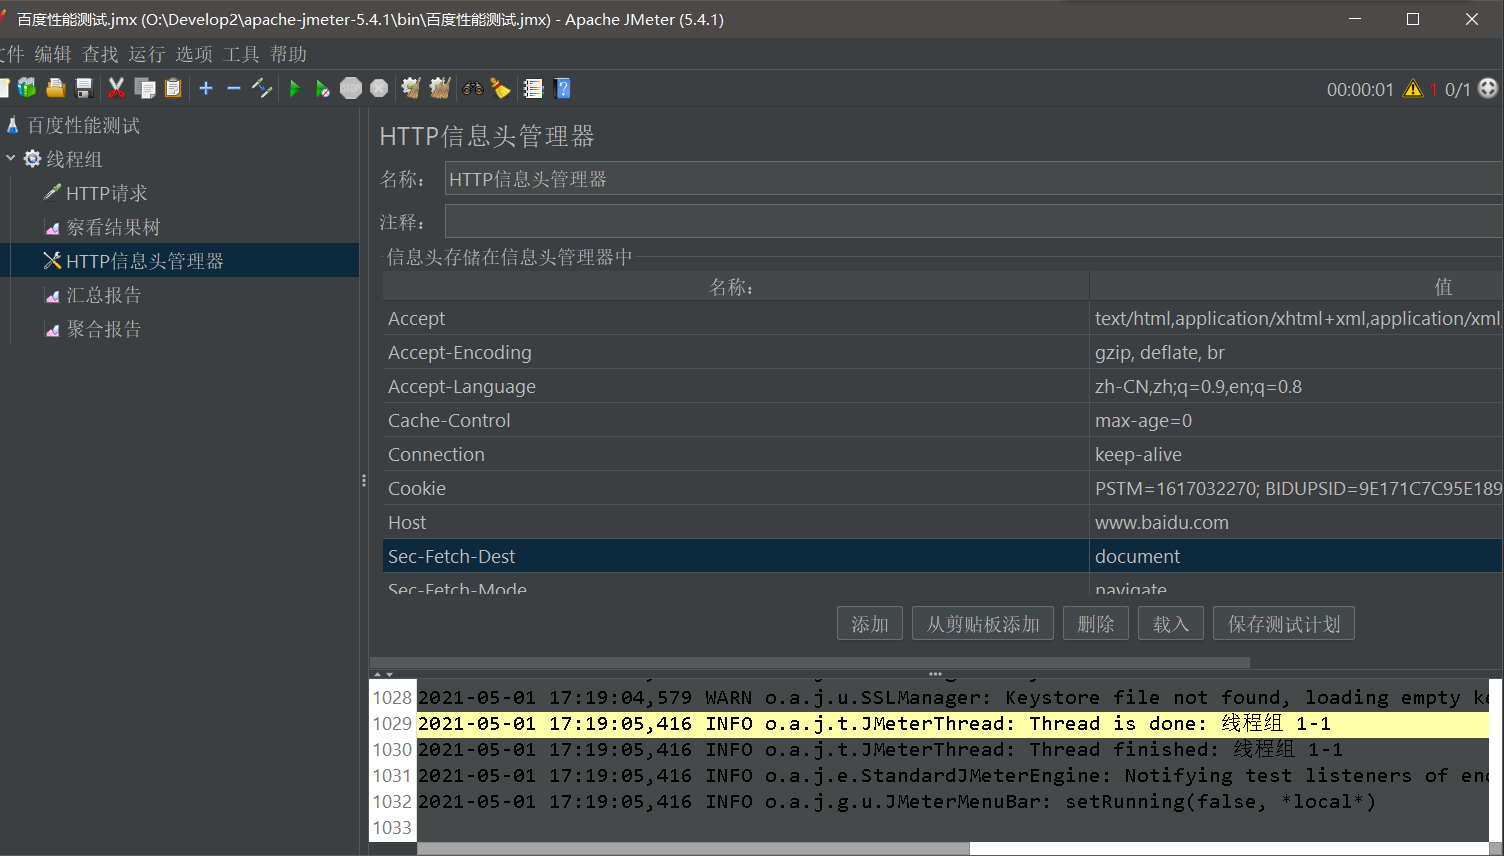 百度性能测试.jmx (O:\Develop2\apache-jmeter-5.4.1\bin\百度性能测试.jmx) - Apache JMeter (5.4.1)
文件 编辑 查找 运行 选项 工具 帮助
00:00:01 1 0/1
百度性能测试
线程组
HTTP请求
察看结果树
HTTP信息头管理器
汇总报告
聚合报告
HTTP信息头管理器
名称: HTTP信息头管理器
注释:
信息头存储在信息头管理器中
名称: 值
Accept text/html,application/xhtml+xml,application/xml
Accept-Encoding gzip, deflate, br
Accept-Language zh-CN,zh;q=0.9,en;q=0.8
Cache-Control max-age=0
Connection keep-alive
Cookie PSTM=1617032270; BIDUPSID=9E171C7C95E189
Host www.baidu.com
Sec-Fetch-Dest document
Sec-Fetch-Mode navigate
添加 从剪贴板添加 删除 载入 保存测试计划
1028 2021-05-01 17:19:04,579 WARN o.a.j.u.SSLManager: Keystore file not found, loading empty ke
1029 2021-05-01 17:19:05,416 INFO o.a.j.t.JMeterThread: Thread is done: 线程组 1-1
1030 2021-05-01 17:19:05,416 INFO o.a.j.t.JMeterThread: Thread finished: 线程组 1-1
1031 2021-05-01 17:19:05,416 INFO o.a.j.e.StandardJMeterEngine: Notifying test listeners of end
1032 2021-05-01 17:19:05,416 INFO o.a.j.g.u.JMeterMenuBar: setRunning(false, *local*)
1033